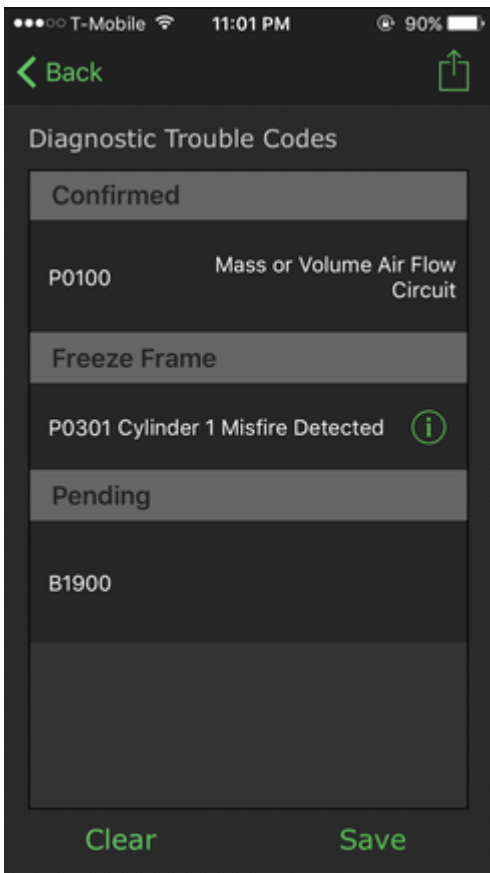 T-Mobile 11:01 PM 90%
Back
Diagnostic Trouble Codes
Confirmed
P0100 Mass or Volume Air Flow
Circuit
Freeze Frame
P0301 Cylinder 1 Misfire Detected
Pending
B1900
Clear Save